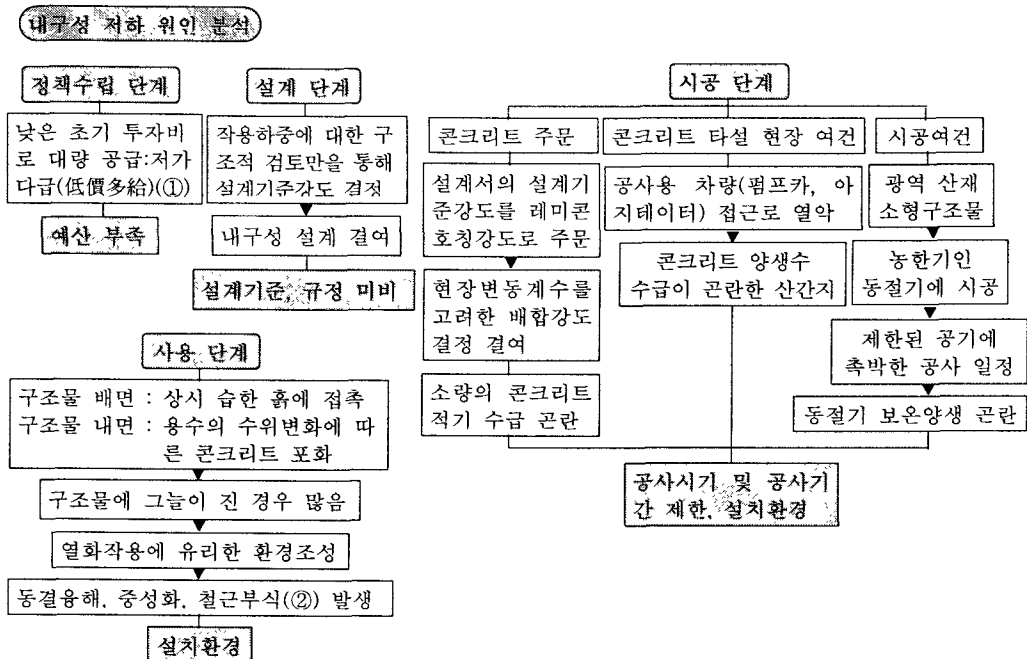 내구성 저하 원인 분석
정책수립 단계
낮은 초기 투자비
로 대량 공급:저가
다급(低價多給)(①)
예산 부족
설계 단계
작용하중에 대한 구
조적 검토만을 통해
설계기준강도 결정
내구성 설계 결여
설계기준, 규정 미비
시공 단계
콘크리트 주문
설계서의 설계기
준강도를 레미콘
호칭강도로 주문
현장변동계수를
고려한 배합강도
결정 결여
소량의 콘크리트
적기 수급 곤란
콘크리트 타설 현장 여건
공사용 차량(펌프카, 아
지테이터) 접근로 열악
콘크리트 양생수
수급이 곤란한 산간지
시공여건
광역 산재
소형구조물
농한기인
동절기에 시공
제한된 공기에
촉박한 공사 일정
동절기 보온양생 곤란
공사시기 및 공사기
간 제한, 설치환경
사용 단계
구조물 배면 : 상시 습한 흙에 접촉
구조물 내면 : 용수의 수위변화에 따
른 콘크리트 포화
구조물에 그늘이 진 경우 많음
열화작용에 유리한 환경조성
동결융해, 중성화, 철근부식(②) 발생
설치환경